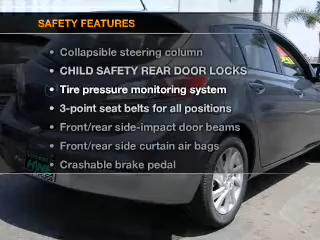 SAFETY FEATURES
• Collapsible steering column
• CHILD SAFETY REAR DOOR LOCKS
• Tire pressure monitoring system
• 3-point seat belts for all positions
• Front/rear side-impact door beams
• Front/rear side curtain air bags
• Crashable brake pedal